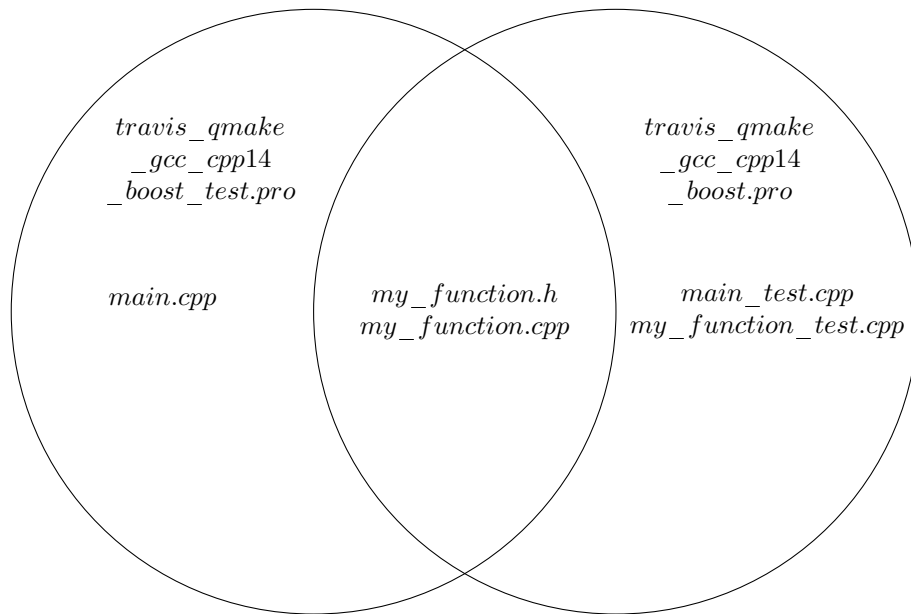 travis_qmake
_gcc_cpp14
_boost_test.pro
main.cpp
my_function.h
my_function.cpp
travis_qmake
_gcc_cpp14
_boost.pro
main_test.cpp
my_function_test.cpp